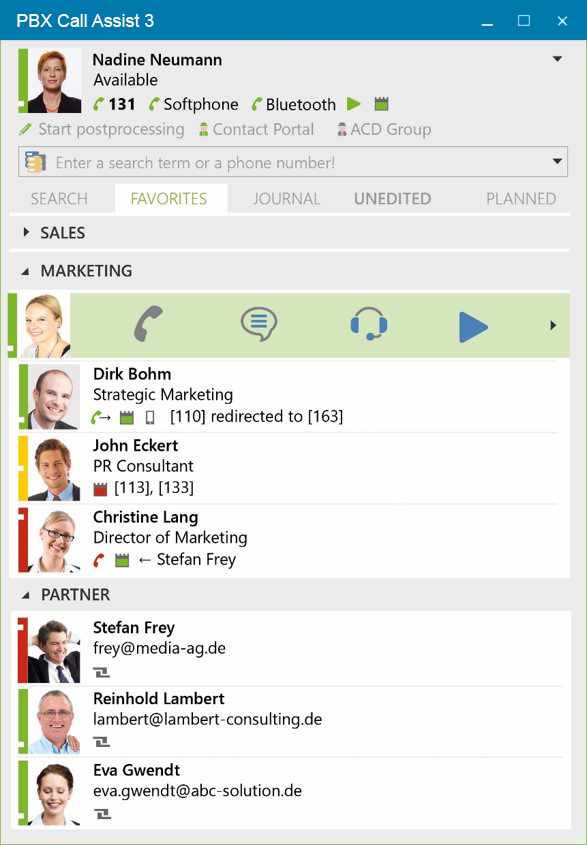 PBX Call Assist 3
Nadine Neumann
Available
131 Softphone Bluetooth
Start postprocessing Contact Portal ACD Group
Enter a search term or a phone number!
SEARCH FAVORITES JOURNAL UNEDITED PLANNED
SALES
MARKETING
Dirk Bohm
Strategic Marketing
[110] redirected to [163]
John Eckert
PR Consultant
[113], [133]
Christine Lang
Director of Marketing
← Stefan Frey
PARTNER
Stefan Frey
frey@media-ag.de
Reinhold Lambert
lambert@lambert-consulting.de
Eva Gwendt
eva.gwendt@abc-solution.de